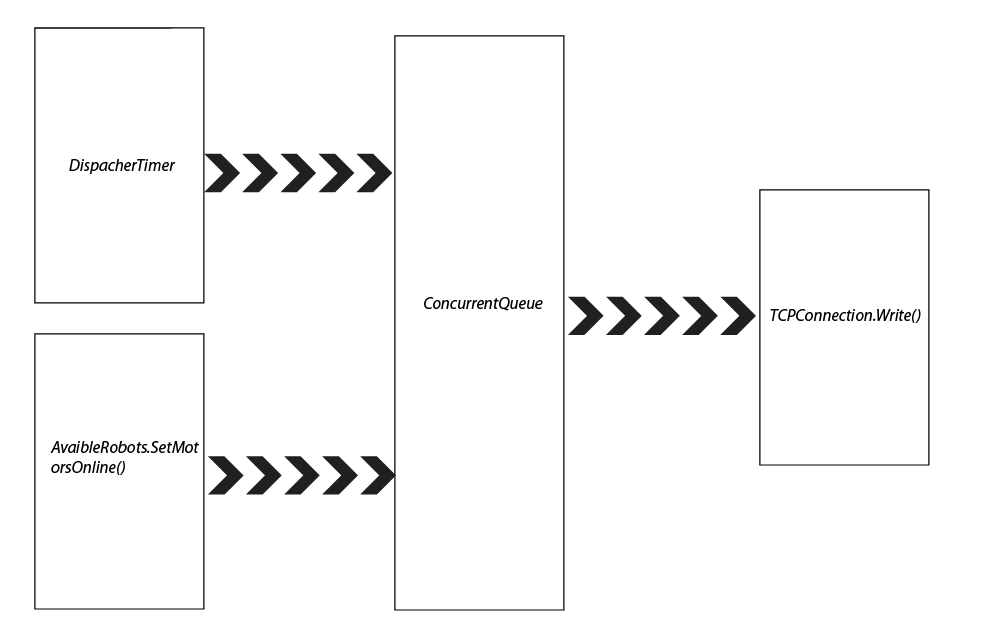 DispacherTimer
ConcurrentQueue
TCPConnection.Write()
AvaibleRobots.SetMot
orsOnline()